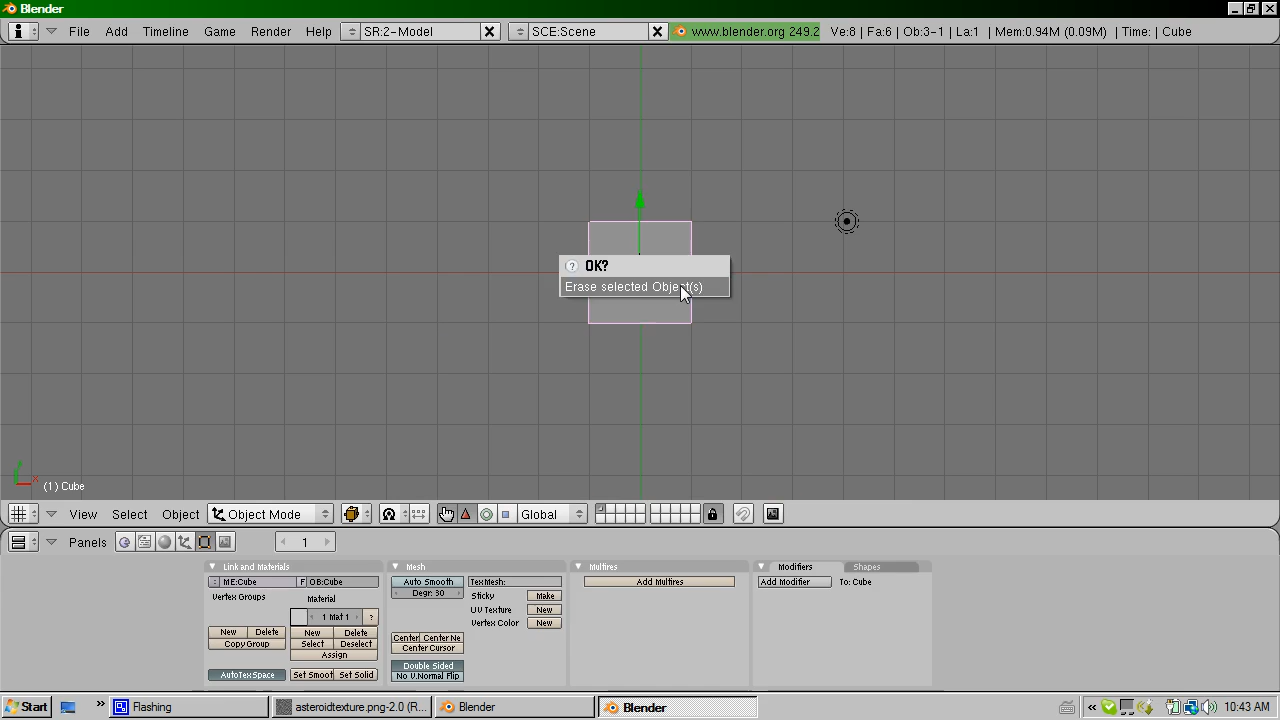 Blender
File Add Timeline Game Render Help SR:2-Model SCE:Scene www.blender.org 249.2 Ve:8 | Fa:6 | Ob:3-1 | La:1 | Mem:0.94M (0.09M) | Time: | Cube
OK?
Erase selected Object(s)
x
(1) Cube
View Select Object Object Mode Global
Panels 1
Link and Materials Mesh Multires Modifiers Shapes
ME:Cube F OB:Cube Auto Smooth TexMesh: Add Multires Add Modifier To: Cube
Degr: 30
Vertex Groups Material Sticky Make
UV Texture New
1 Mat 1 ? Vertex Color New
New Delete New Delete
Center Center Ne
Copy Group Select Deselect Center Cursor
Assign
Double Sided
AutoTexSpace Set Smoot Set Solid No V.Normal Flip
Start Flashing asteroidtexture.png-2.0 (R... Blender Blender 10:43 AM